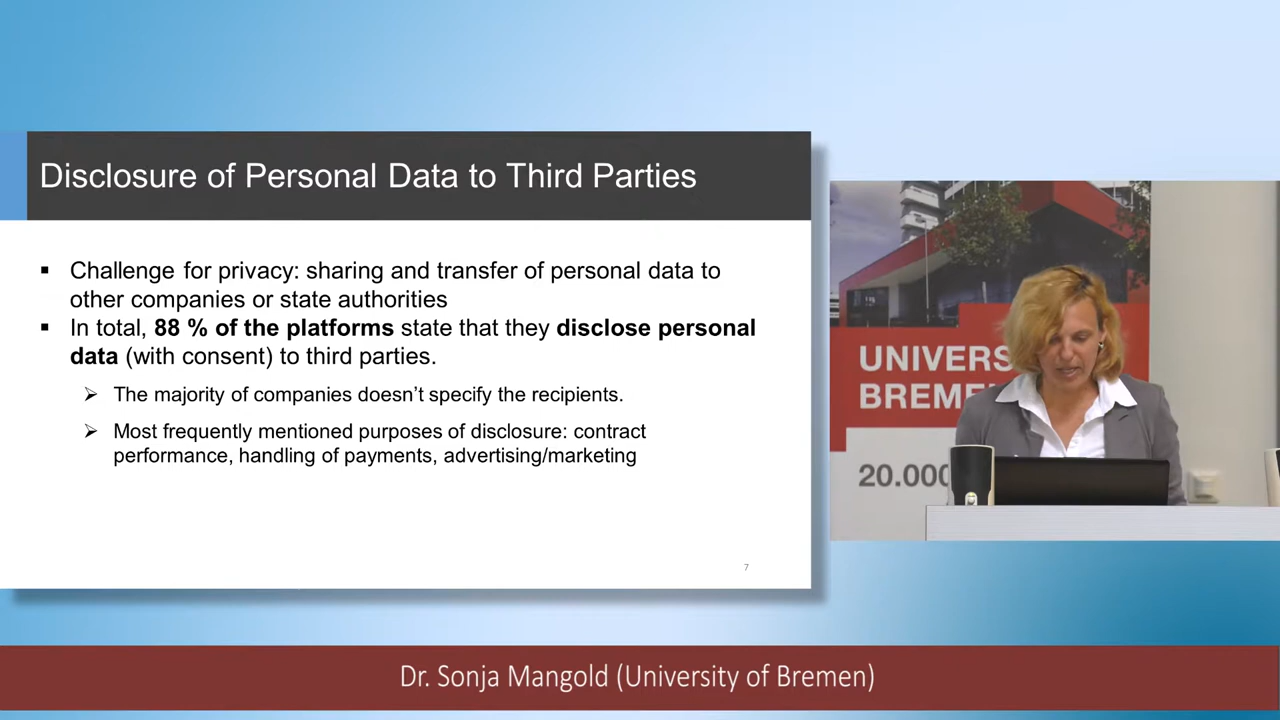 Disclosure of Personal Data to Third Parties
▪ Challenge for privacy: sharing and transfer of personal data to
other companies or state authorities
▪ In total, 88 % of the platforms state that they disclose personal
data (with consent) to third parties.
➢ The majority of companies doesn’t specify the recipients.
➢ Most frequently mentioned purposes of disclosure: contract
performance, handling of payments, advertising/marketing
7
UNIVERS
BREME
20.000
Dr. Sonja Mangold (University of Bremen)